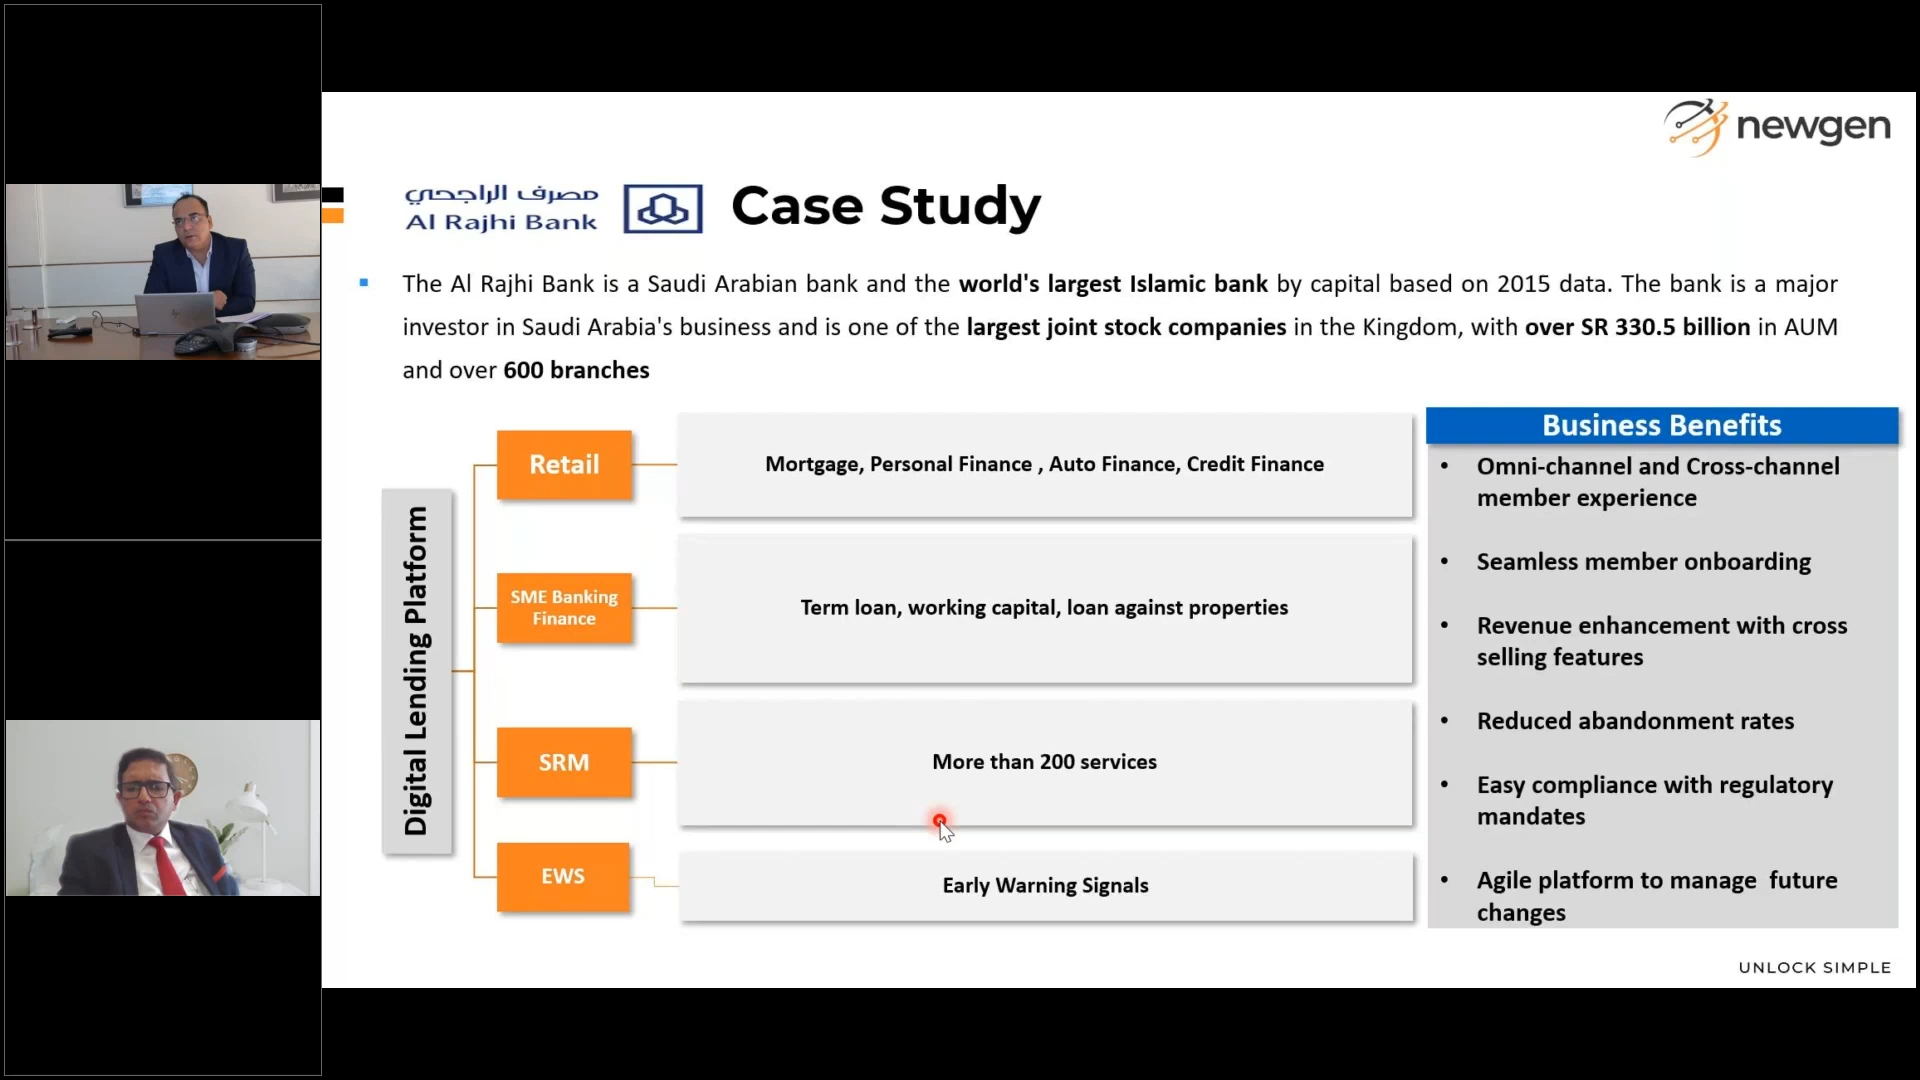 newgen
مصرف الراجحي
Al Rajhi Bank
Case Study
The Al Rajhi Bank is a Saudi Arabian bank and the world's largest Islamic bank by capital based on 2015 data. The bank is a major
investor in Saudi Arabia's business and is one of the largest joint stock companies in the Kingdom, with over SR 330.5 billion in AUM
and over 600 branches
Digital Lending Platform
Retail
Mortgage, Personal Finance , Auto Finance, Credit Finance
SME Banking
Finance
Term loan, working capital, loan against properties
SRM
More than 200 services
EWS
Early Warning Signals
Business Benefits
• Omni-channel and Cross-channel
member experience
• Seamless member onboarding
• Revenue enhancement with cross
selling features
• Reduced abandonment rates
• Easy compliance with regulatory
mandates
• Agile platform to manage  future
changes
UNLOCK SIMPLE